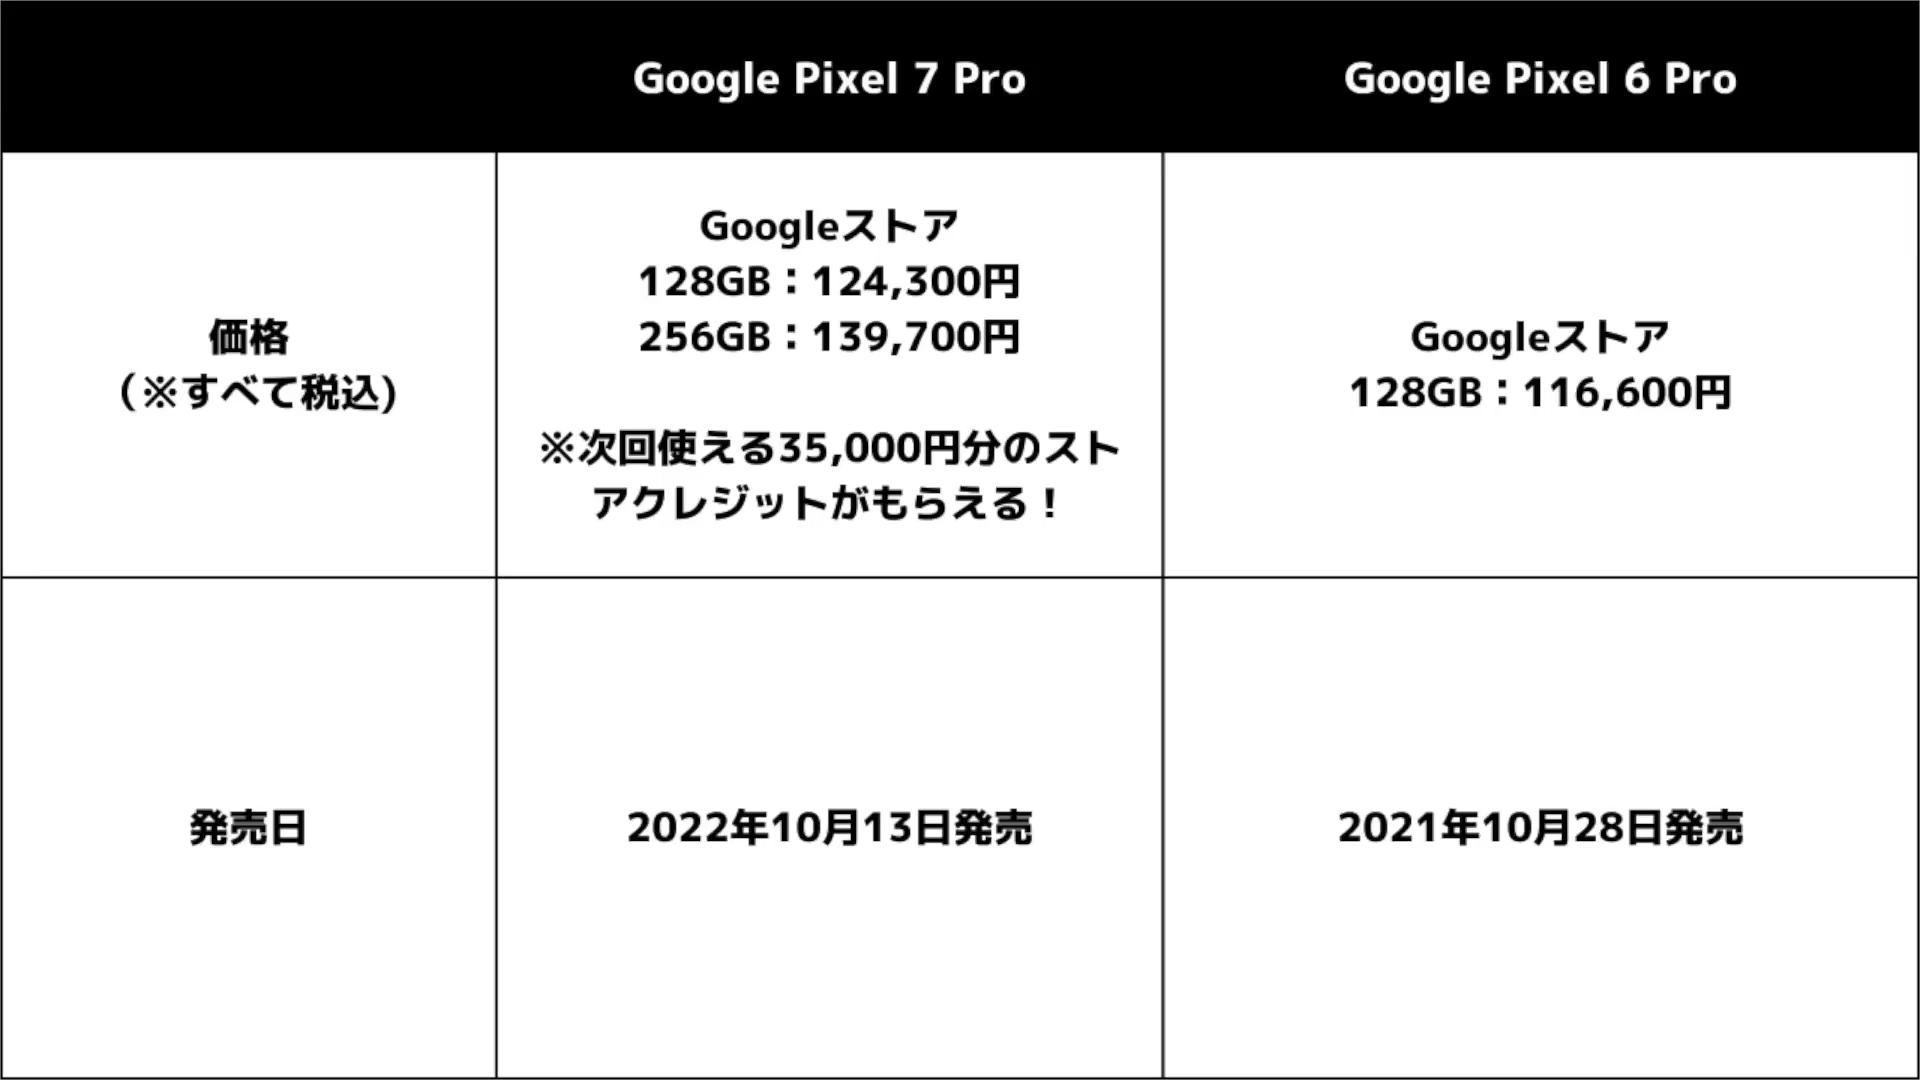 Google Pixel 7 Pro
Google Pixel 6 Pro
価格
（※すべて税込)
Googleストア
128GB：124,300円
256GB：139,700円
※次回使える35,000円分のスト
アクレジットがもらえる！
Googleストア
128GB：116,600円
発売日
2022年10月13日発売
2021年10月28日発売